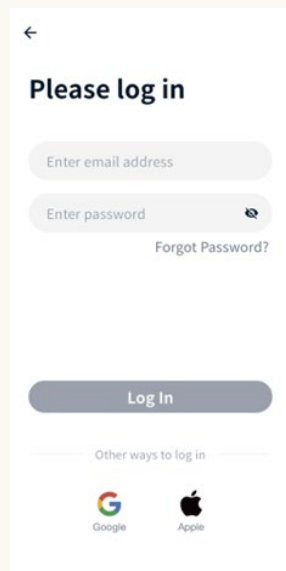 Please log in
Enter email address
Enter password
Forgot Password?
Log In
Other ways to log in
Google
Apple